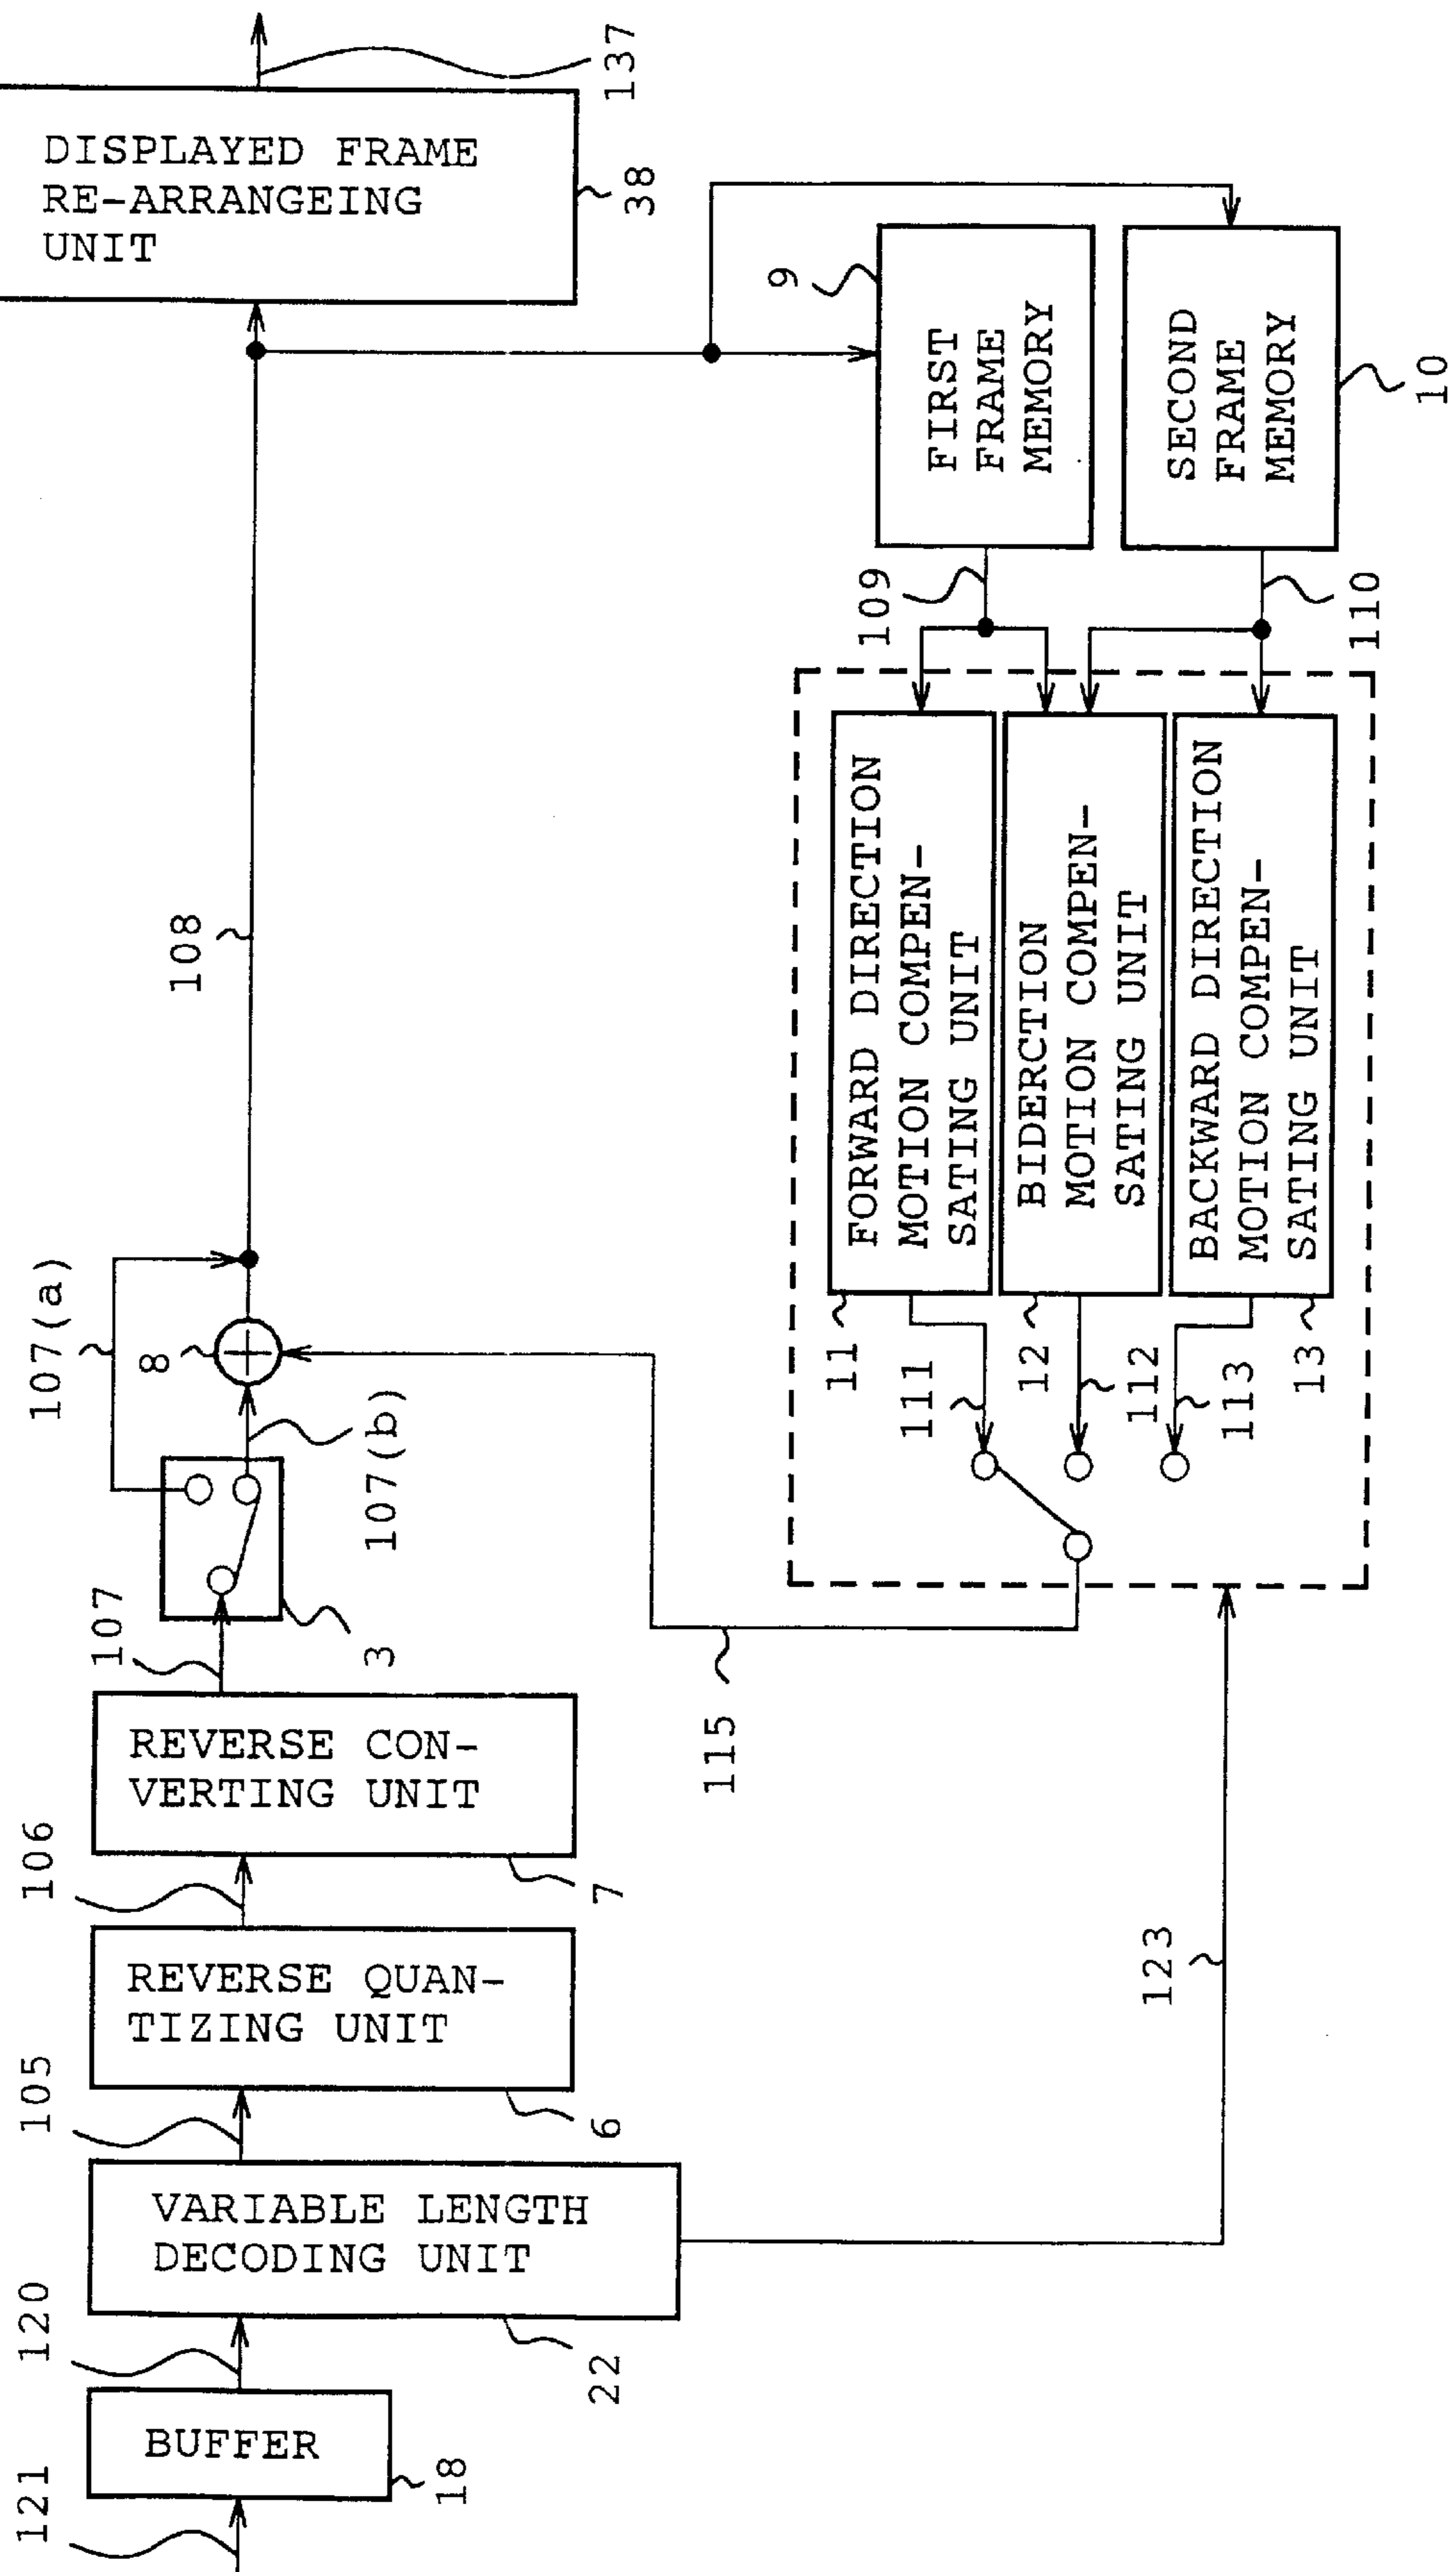 137
DISPLAYED FRAME
RE-ARRANGEING
UNIT
38
9
FIRST
FRAME
MEMORY
SECOND
FRAME
MEMORY
10
109
110
108
FORWARD DIRECTION
MOTION COMPEN-
SATING UNIT
BIDERCTION
MOTION COMPEN-
SATING UNIT
BACKWARD DIRECTION
MOTION COMPEN-
SATING UNIT
107(a)
8
107(b)
11
111
12
112
113
13
107
3
115
REVERSE CON-
VERTING UNIT
7
106
REVERSE QUAN-
TIZING UNIT
6
105
123
VARIABLE LENGTH
DECODING UNIT
22
120
BUFFER
18
121